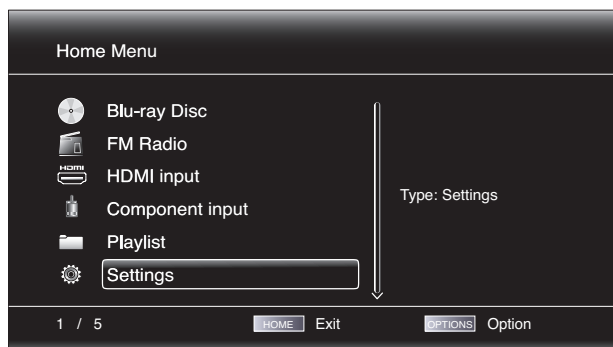 Home Menu
Blu-ray Disc
FM Radio
HDMI
HDMI input
Component input
Type: Settings
Playlist
Settings
1 / 5
HOME Exit
OPTIONS Option